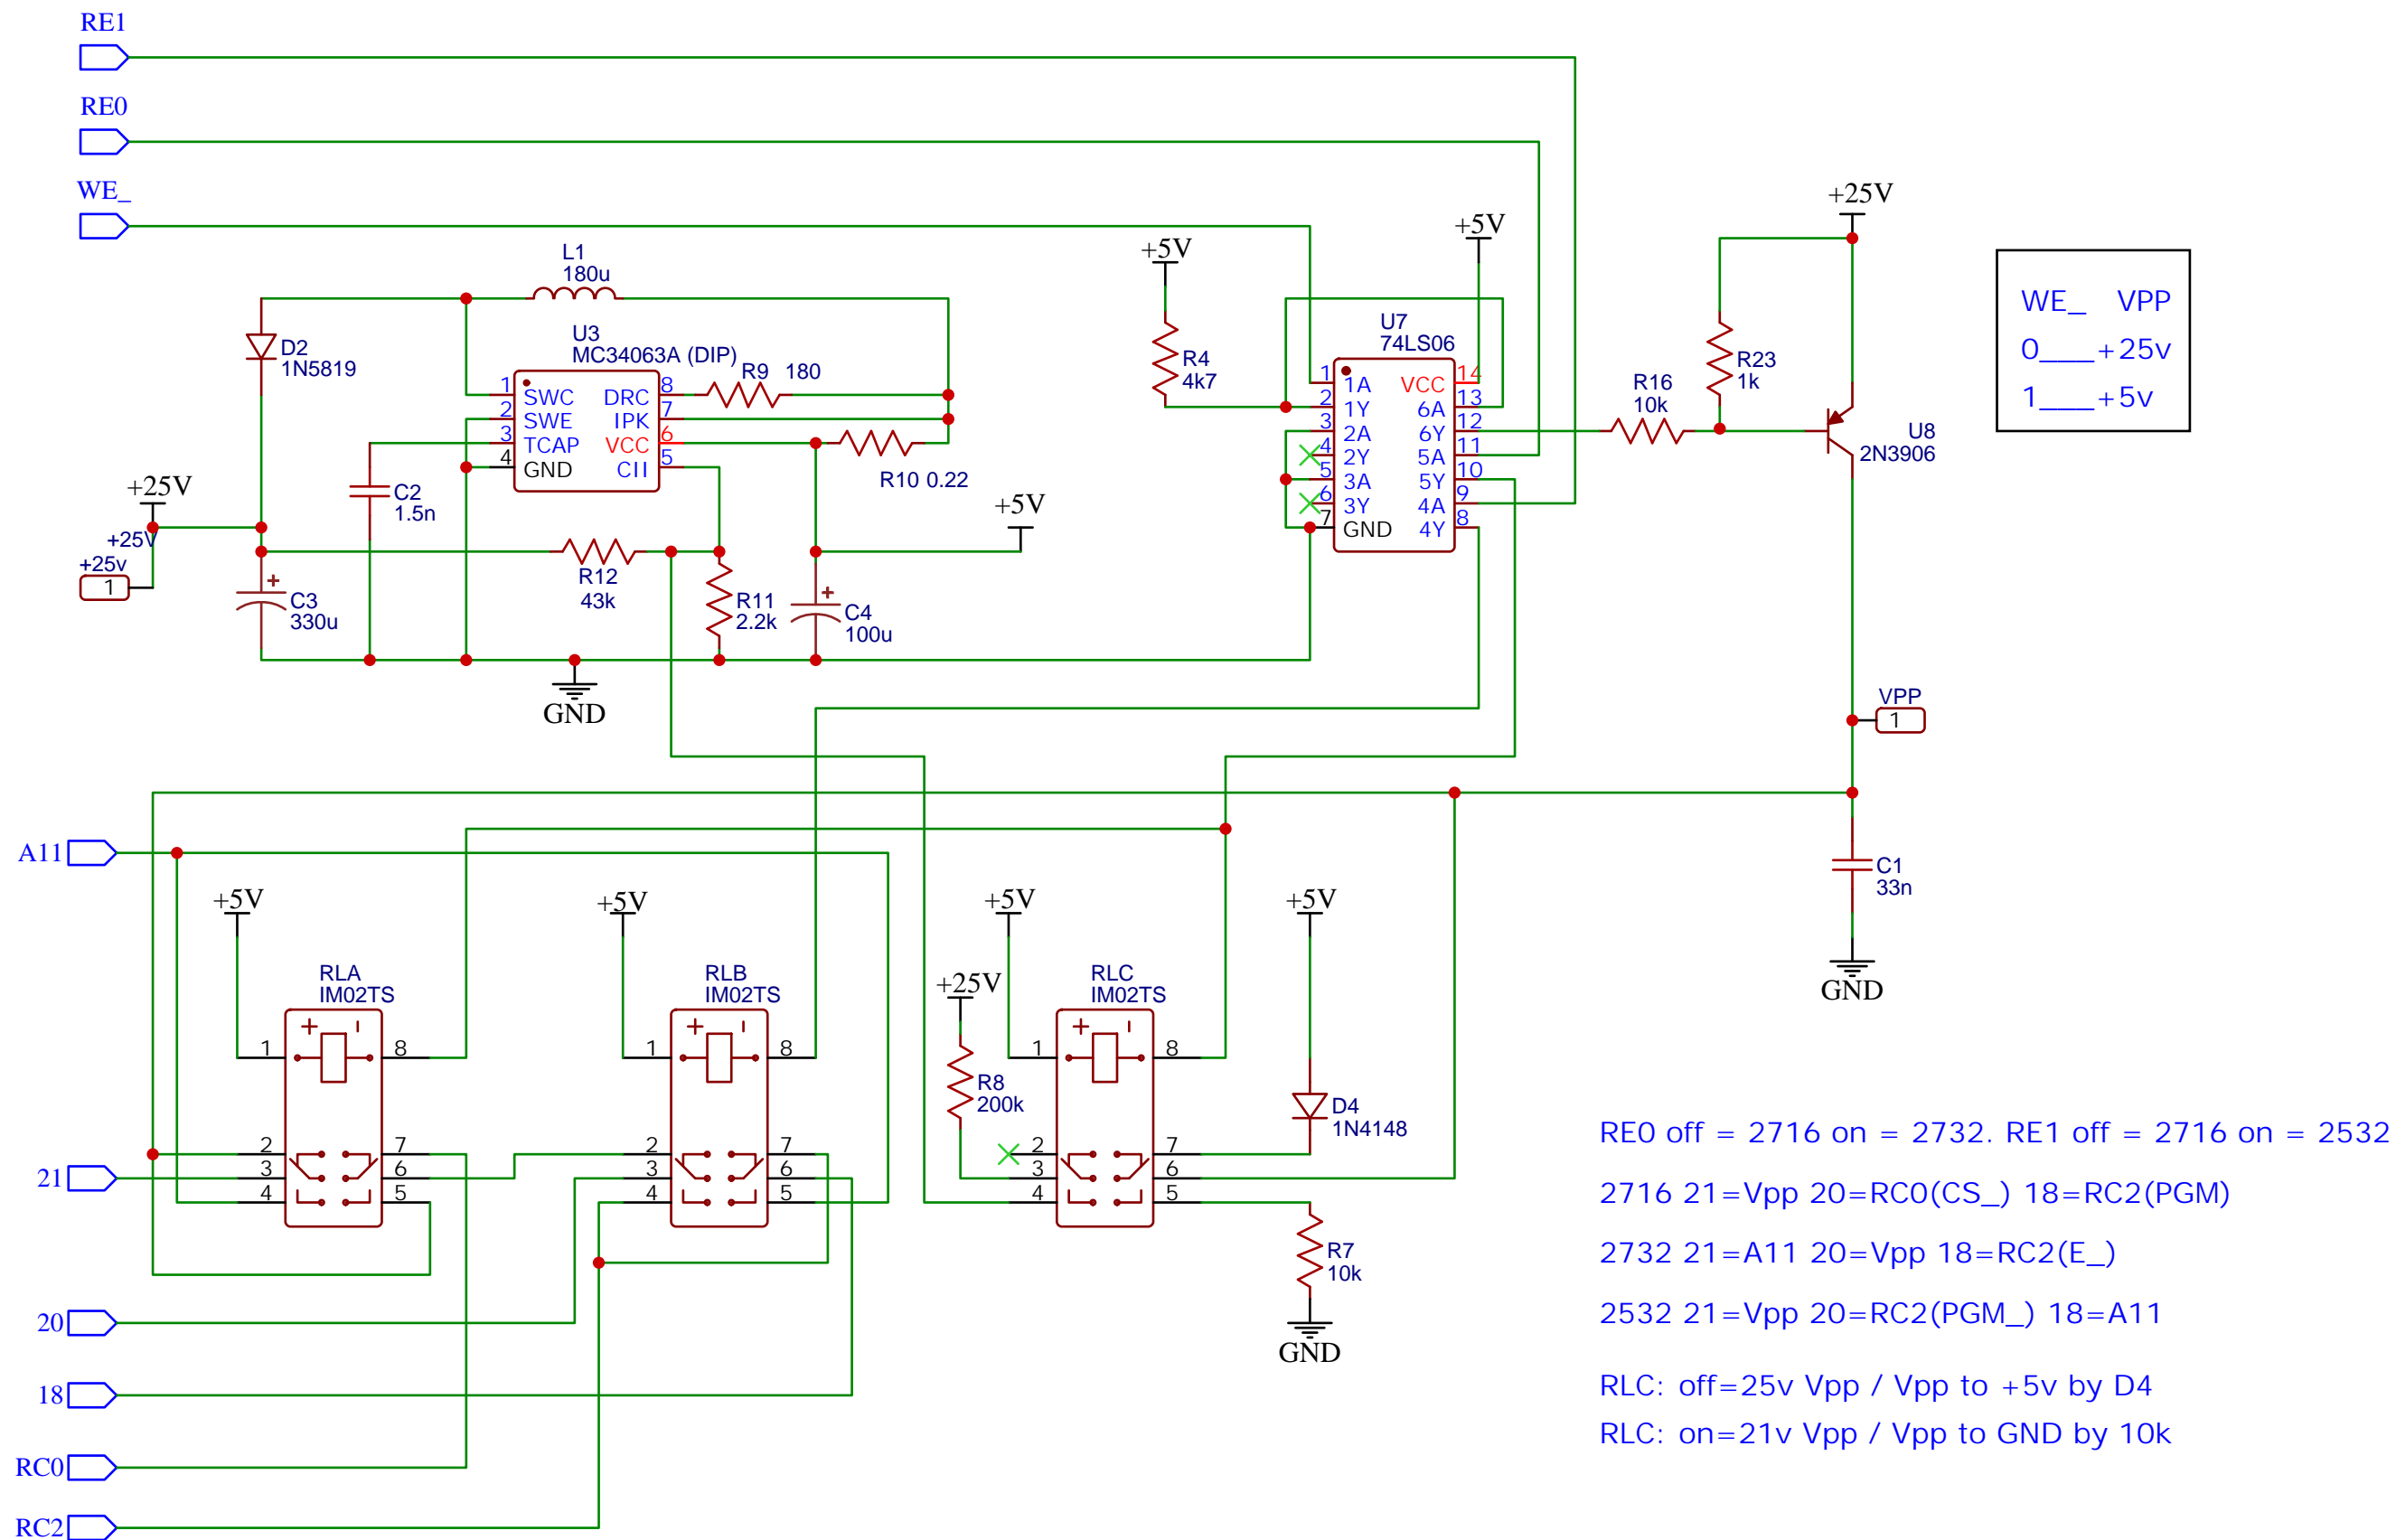 RE1
RE0
WE_
+25V
+5V
+5V
L1
180u
WE_ VPP
0___+25v
1___+5v
U3
MC34063A (DIP)
D2
1N5819
R9 180
1 SWC DRC 8
2 SWE IPK 7
3 TCAP VCC 6
4 GND CII 5
R10 0.22
R4
4k7
U7
74LS06
1 1A VCC 14
2 1Y 6A 13
3 2A 6Y 12
4 2Y 5A 11
5 3A 5Y 10
6 3Y 4A 9
7 GND 4Y 8
R23
1k
R16
10k
U8
2N3906
+25V
+25V
+25v
1
C2
1.5n
+5V
C3
330u
+
R12
43k
R11
2.2k
+
C4
100u
GND
VPP
1
A11
C1
33n
GND
+5V
+5V
+5V
+5V
+25V
RLA
IM02TS
+ -
1 8
2 7
3 6
4 5
RLB
IM02TS
+ -
1 8
2 7
3 6
4 5
RLC
IM02TS
+ -
1 8
2 7
3 6
4 5
R8
200k
D4
1N4148
R7
10k
GND
21
20
18
RC0
RC2
RE0 off = 2716 on = 2732. RE1 off = 2716 on = 2532
2716 21=Vpp 20=RC0(CS_) 18=RC2(PGM)
2732 21=A11 20=Vpp 18=RC2(E_)
2532 21=Vpp 20=RC2(PGM_) 18=A11
RLC: off=25v Vpp / Vpp to +5v by D4
RLC: on=21v Vpp / Vpp to GND by 10k